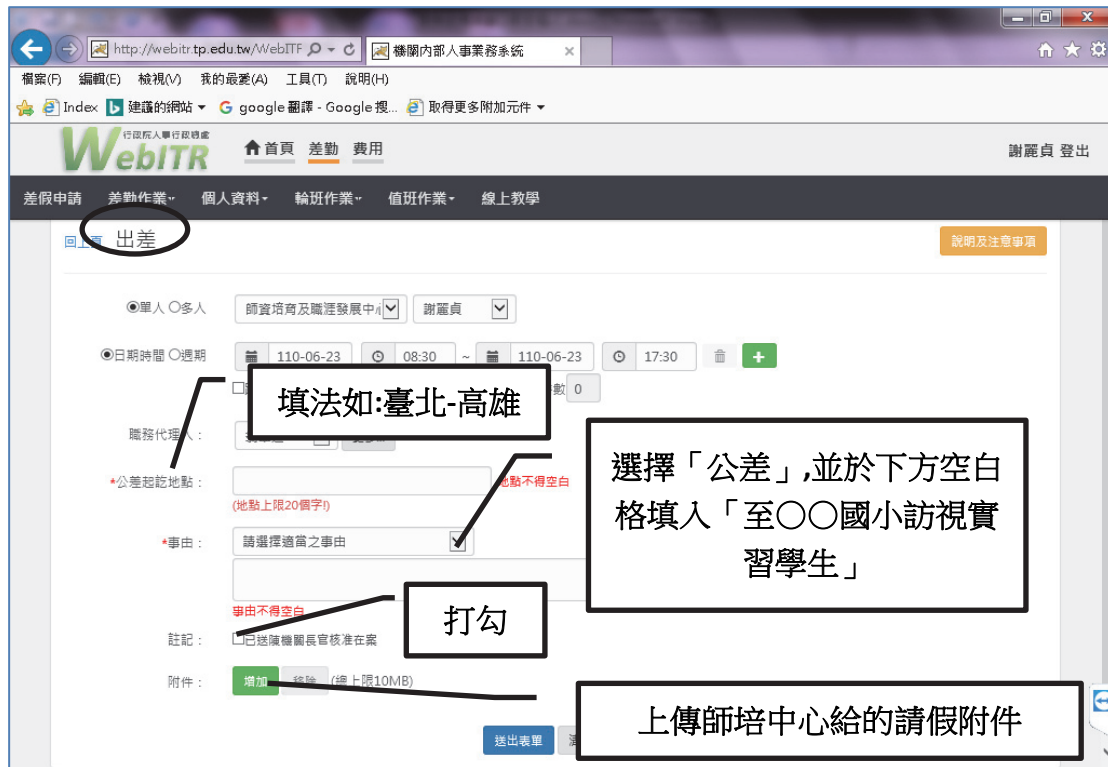 http://webitr.tp.edu.tw/WebITF
機關內部人事業務系統
檔案(F) 編輯(E) 檢視(V) 我的最愛(A) 工具(T) 說明(H)
Index 建議的網站 google 翻譯 - Google 搜... 取得更多附加元件
行政院人事行政總處
WebITR
首頁 差勤 費用
謝麗貞 登出
差假申請 差勤作業 個人資料 輪班作業 值班作業 線上教學
回上頁 出差
說明及注意事項
單人 多人 師資培育及職涯發展中 謝麗貞
日期時間 週期 110-06-23 08:30 ~ 110-06-23 17:30 +
填法如:臺北-高雄
數 0
職務代理人：
*公差起訖地點：
地點不得空白
(地點上限20個字!)
選擇「公差」,並於下方空白
格填入「至○○國小訪視實
習學生」
*事由： 請選擇適當之事由
事由不得空白
打勾
註記： 已送陳機關長官核准在案
附件： 增加 移除 (總上限10MB)
上傳師培中心給的請假附件
送出表單